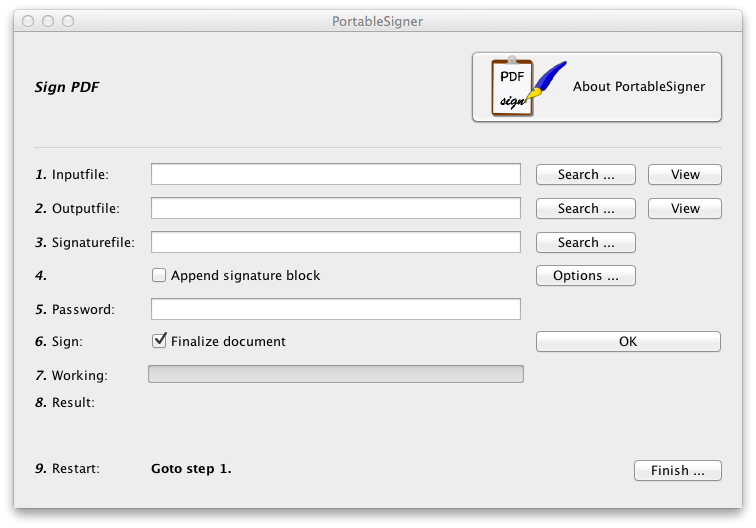 PortableSigner
Sign PDF
PDF
sign
About PortableSigner
1. Inputfile: Search ... View
2. Outputfile: Search ... View
3. Signaturefile: Search ...
4. Append signature block Options ...
5. Password:
6. Sign: Finalize document OK
7. Working:
8. Result:
9. Restart: Goto step 1. Finish ...